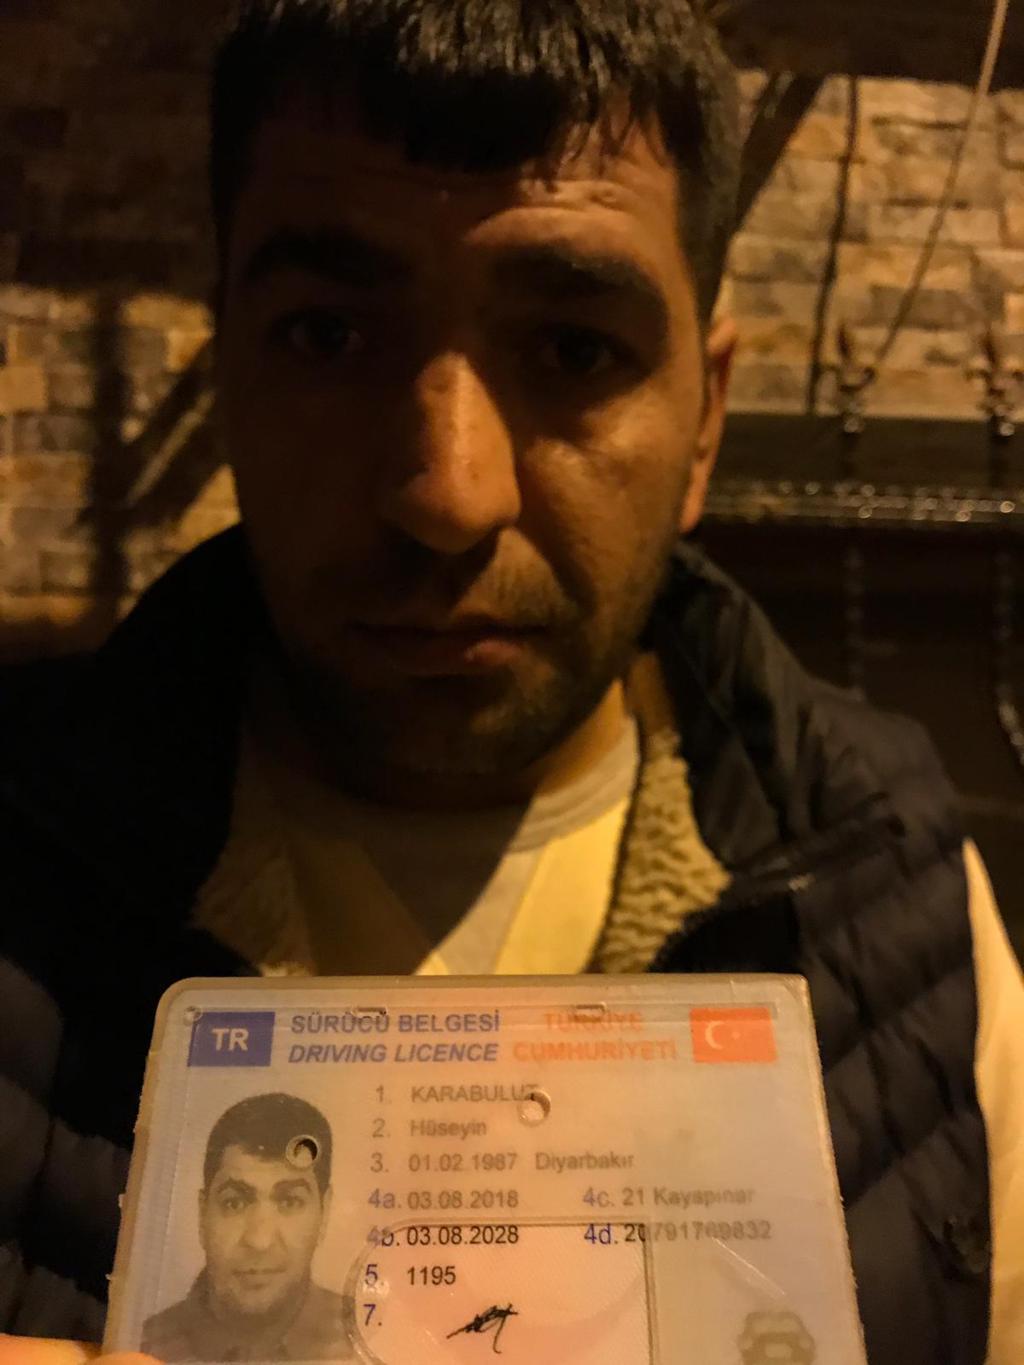 TR SÜRÜCÜ BELGESİ TÜRKİYE
DRIVING LICENCE CUMHURİYETİ
1. KARABULUT
2. Hüseyin
3. 01.02.1987 Diyarbakır
4a. 03.08.2018 4c. 21 Kayapınar
4b. 03.08.2028 4d.
5. 1195
7.